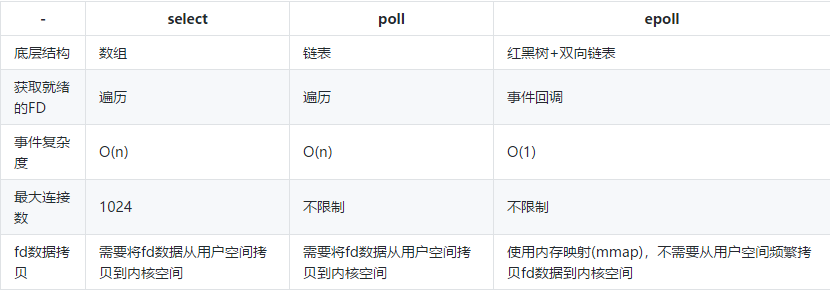 - select poll epoll
底层结构 数组 链表 红黑树+双向链表
获取就绪
的FD 遍历 遍历 事件回调
事件复杂
度 O(n) O(n) O(1)
最大连接
数 1024 不限制 不限制
fd数据拷
贝 需要将fd数据从用户空间拷
贝到内核空间 需要将fd数据从用户空间拷
贝到内核空间 使用内存映射(mmap)，不需要从用户空间频繁拷
贝fd数据到内核空间